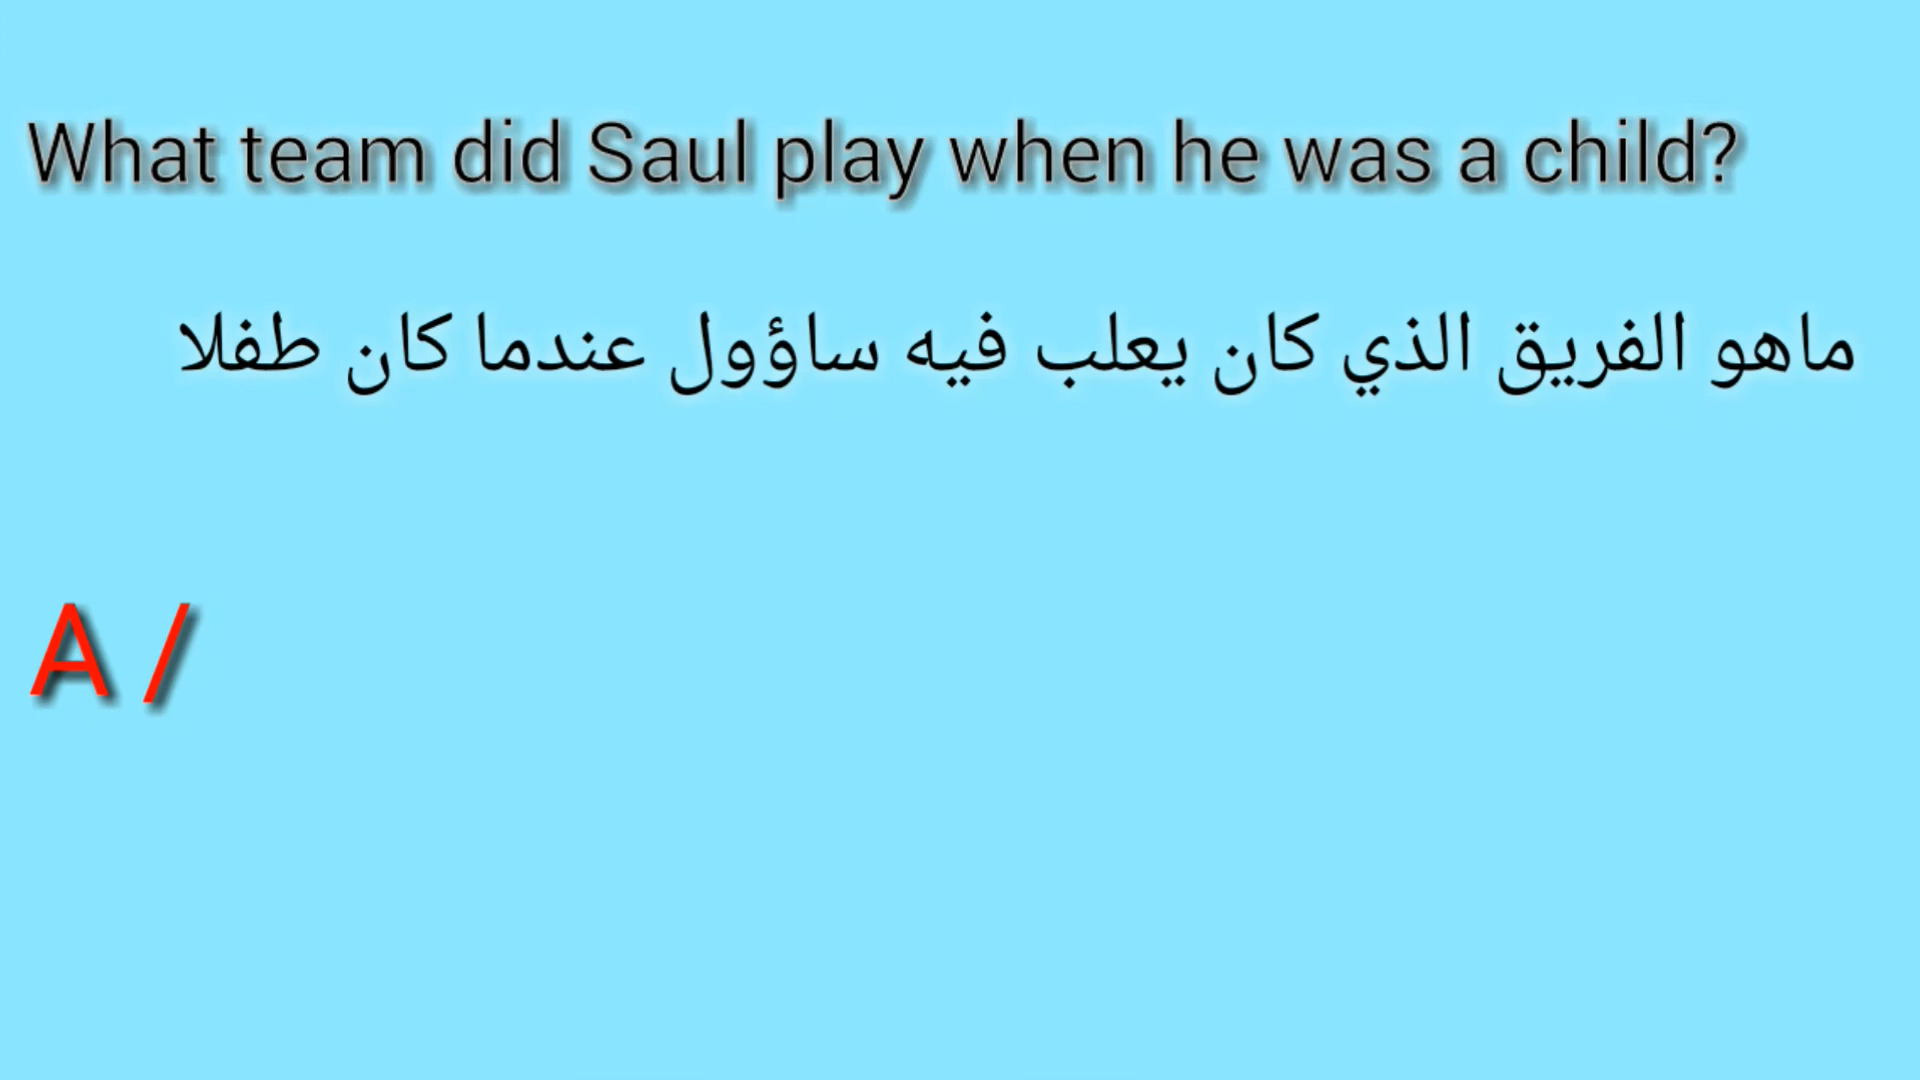 What team did Saul play when he was a child?
ماهو الفريق الذي كان يعلب فيه ساؤول عندما كان طفلا
A /